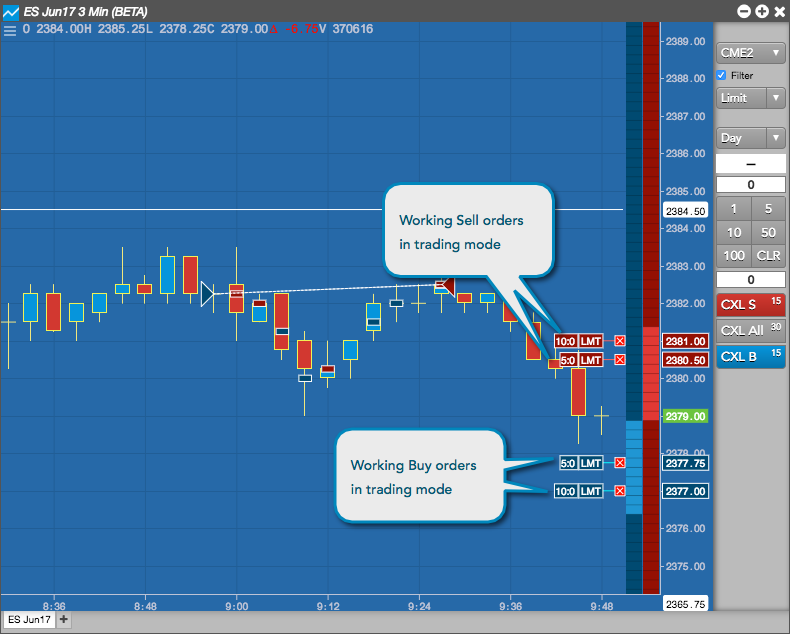 ES Jun17 3 Min (BETA)
O 2384.00H 2385.25L 2378.25C 2379.00Δ -6.75V 370616
2389.00
2388.00
2387.00
2386.00
2385.00
2384.50
2384.00
2383.00
2382.00
2381.00
2380.50
2380.00
2379.00
2378.00
2377.75
2377.00
2376.00
2375.00
2365.75
CME2
Filter
Limit
Day
–
0
1 5
10 50
100 CLR
0
CXL S 15
CXL All 30
CXL B 15
Working Sell orders
in trading mode
10:0 LMT
5:0 LMT
Working Buy orders
in trading mode
5:0 LMT
10:0 LMT
8:36 8:48 9:00 9:12 9:24 9:36 9:48
ES Jun17 +